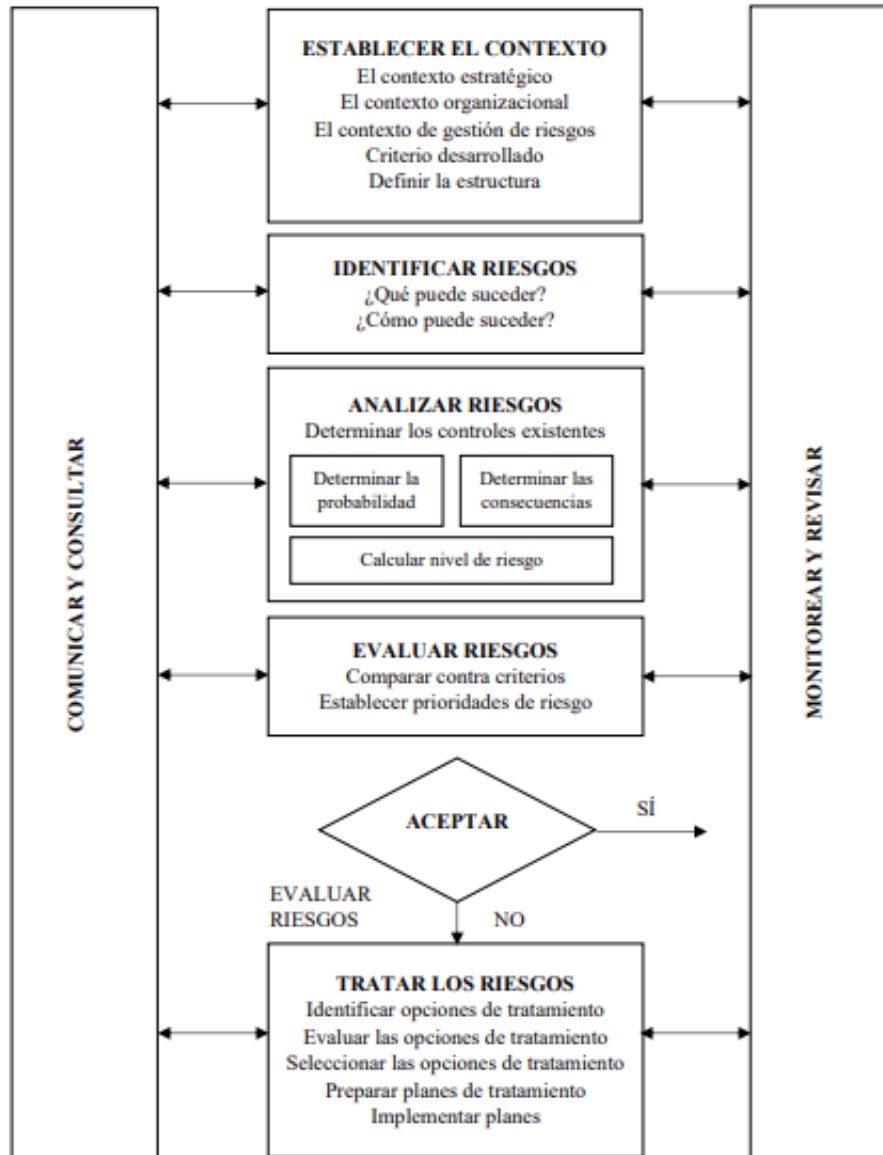 COMUNICAR Y CONSULTAR
ESTABLECER EL CONTEXTO
El contexto estratégico
El contexto organizacional
El contexto de gestión de riesgos
Criterio desarrollado
Definir la estructura
IDENTIFICAR RIESGOS
¿Qué puede suceder?
¿Cómo puede suceder?
ANALIZAR RIESGOS
Determinar los controles existentes
Determinar la
probabilidad
Determinar las
consecuencias
Calcular nivel de riesgo
EVALUAR RIESGOS
Comparar contra criterios
Establecer prioridades de riesgo
ACEPTAR
SÍ
EVALUAR
RIESGOS
NO
TRATAR LOS RIESGOS
Identificar opciones de tratamiento
Evaluar las opciones de tratamiento
Seleccionar las opciones de tratamiento
Preparar planes de tratamiento
Implementar planes
MONITOREAR Y REVISAR